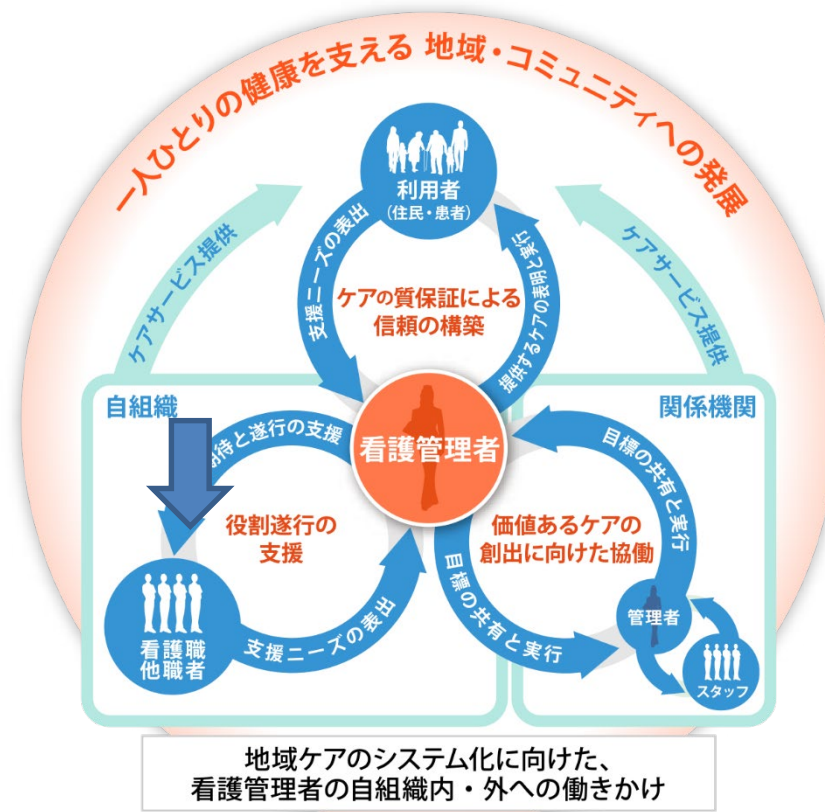 一人ひとりの健康を支える 地域・コミュニティへの発展
利用者
(住民・患者)
ケアサービス提供
ケアサービス提供
支援ニーズの表出
提供するケアの表明と実行
ケアの質保証による
信頼の構築
自組織
関係機関
看護管理者
待と遂行の支援
役割遂行の
支援
支援ニーズの表出
看護職
他職者
目標の共有と実行
価値あるケアの
創出に向けた協働
目標の共有と実行
管理者
スタッフ
地域ケアのシステム化に向けた、
看護管理者の自組織内・外への働きかけ